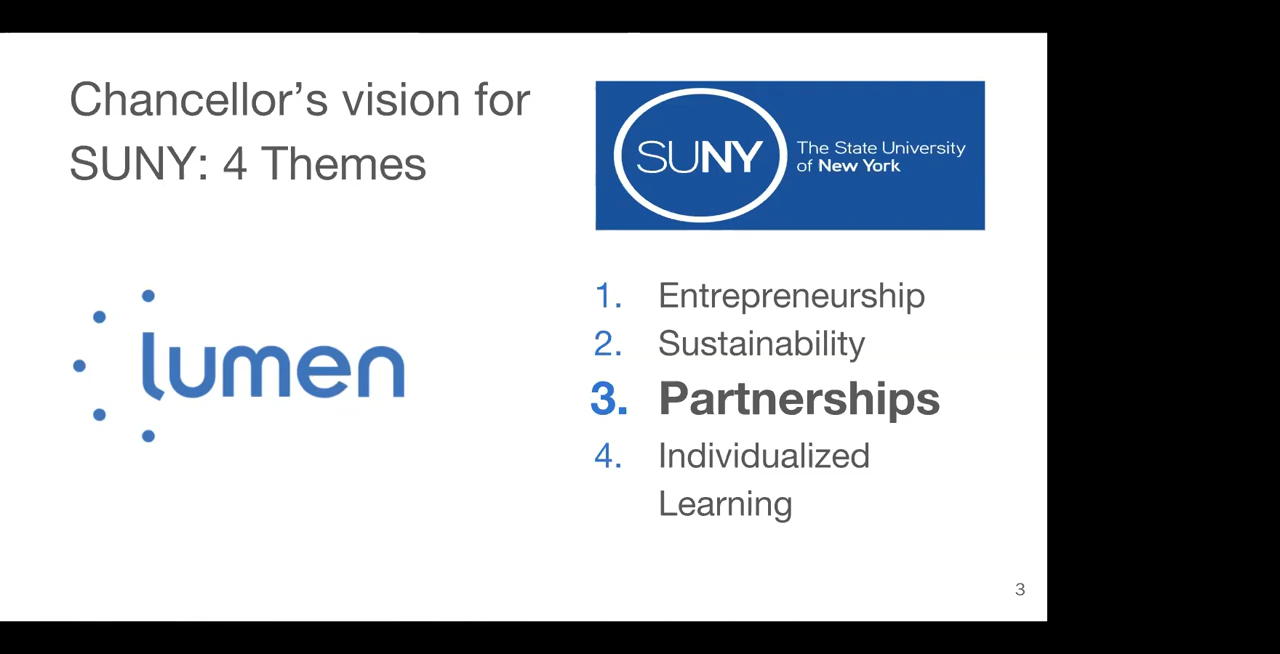 Chancellor’s vision for
SUNY: 4 Themes
SUNY
The State University
of New York
lumen
1. Entrepreneurship
2. Sustainability
3. Partnerships
4. Individualized
Learning
3